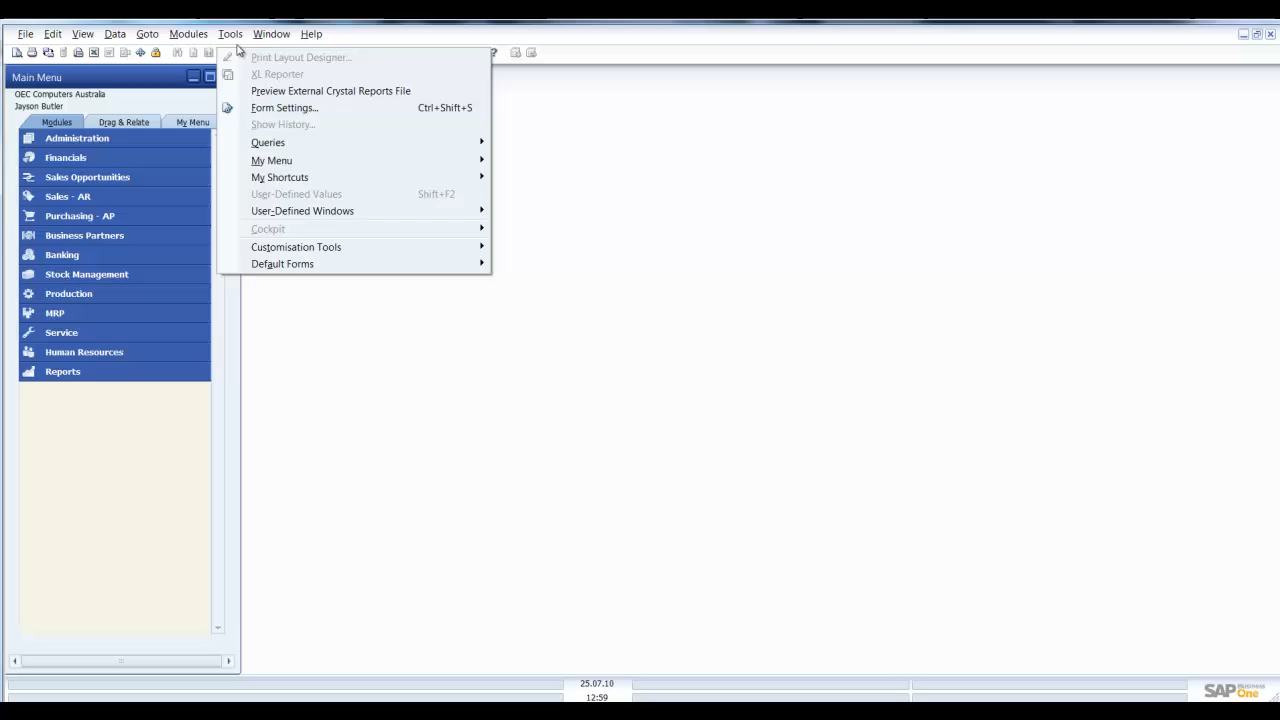 File Edit View Data Goto Modules Tools Window Help
Main Menu
OEC Computers Australia
Jayson Butler
Modules Drag & Relate My Menu
Administration
Financials
Sales Opportunities
Sales - AR
Purchasing - AP
Business Partners
Banking
Stock Management
Production
MRP
Service
Human Resources
Reports
Print Layout Designer...
XL Reporter
Preview External Crystal Reports File
Form Settings... Ctrl+Shift+S
Show History...
Queries
My Menu
My Shortcuts
User-Defined Values Shift+F2
User-Defined Windows
Cockpit
Customisation Tools
Default Forms
25.07.10
12:59
SAP Business One